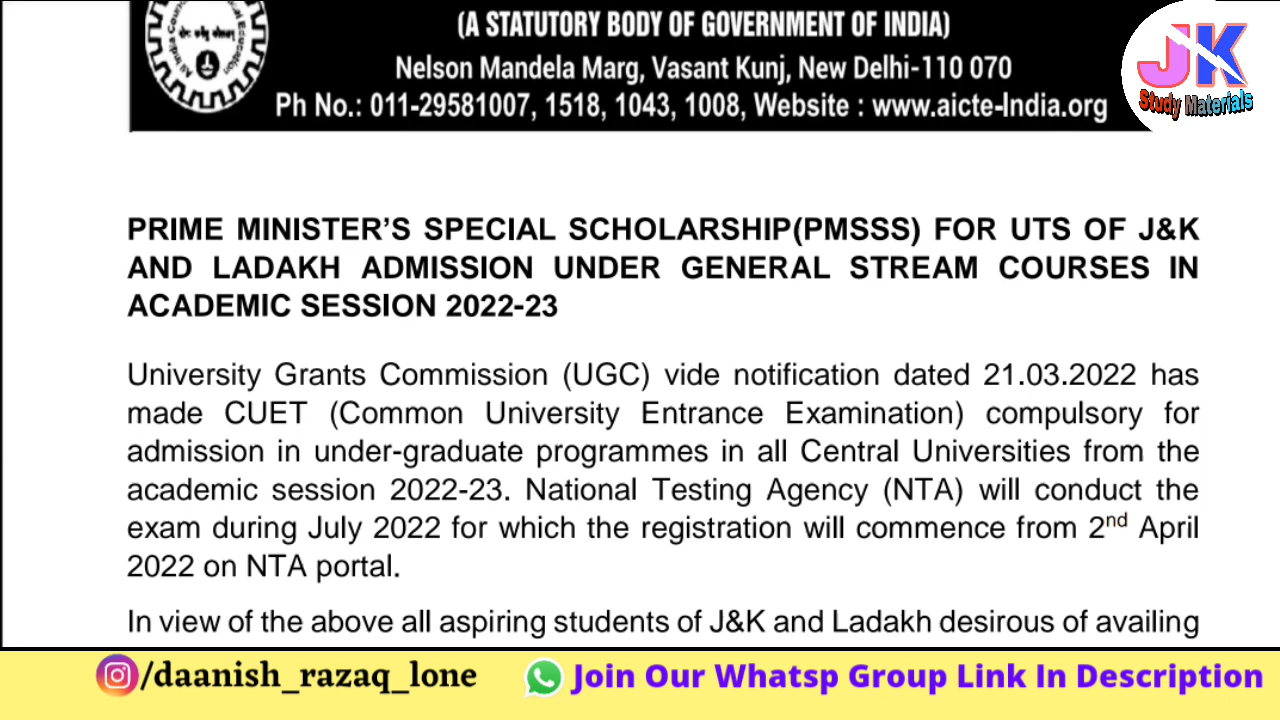 (A STATUTORY BODY OF GOVERNMENT OF INDIA)
Nelson Mandela Marg, Vasant Kunj, New Delhi-110 070
Ph No.: 011-29581007, 1518, 1043, 1008, Website : www.aicte-India.org
JK
Study Materials
PRIME MINISTER’S SPECIAL SCHOLARSHIP(PMSSS) FOR UTS OF J&K
AND LADAKH ADMISSION UNDER GENERAL STREAM COURSES IN
ACADEMIC SESSION 2022-23
University Grants Commission (UGC) vide notification dated 21.03.2022 has
made CUET (Common University Entrance Examination) compulsory for
admission in under-graduate programmes in all Central Universities from the
academic session 2022-23. National Testing Agency (NTA) will conduct the
exam during July 2022 for which the registration will commence from 2nd April
2022 on NTA portal.
In view of the above all aspiring students of J&K and Ladakh desirous of availing
/daanish_razaq_lone
Join Our Whatsp Group Link In Description